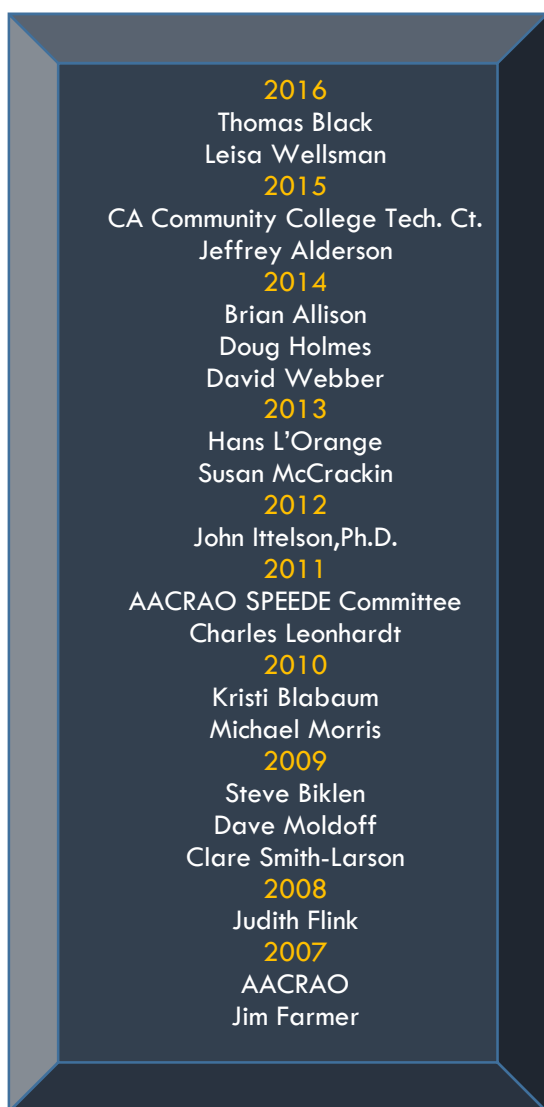 2016
Thomas Black
Leisa Wellsman
2015
CA Community College Tech. Ct.
Jeffrey Alderson
2014
Brian Allison
Doug Holmes
David Webber
2013
Hans L’Orange
Susan McCrackin
2012
John Ittelson,Ph.D.
2011
AACRAO SPEEDE Committee
Charles Leonhardt
2010
Kristi Blabaum
Michael Morris
2009
Steve Biklen
Dave Moldoff
Clare Smith-Larson
2008
Judith Flink
2007
AACRAO
Jim Farmer